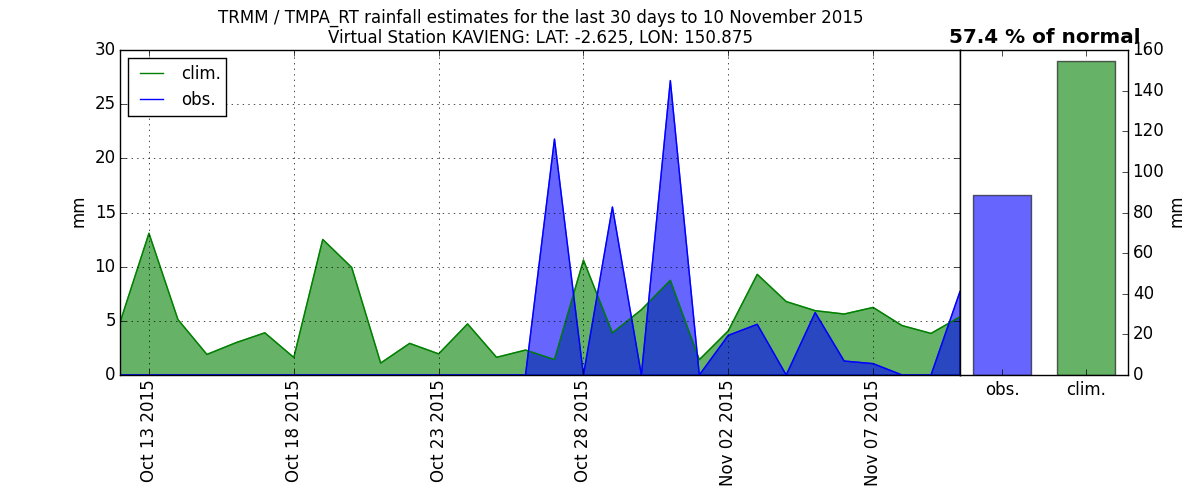 TRMM / TMPA_RT rainfall estimates for the last 30 days to 10 November 2015
Virtual Station KAVIENG: LAT: -2.625, LON: 150.875
57.4 % of normal
clim.
obs.
30
25
20
15
10
5
0
mm
Oct 13 2015
Oct 18 2015
Oct 23 2015
Oct 28 2015
Nov 02 2015
Nov 07 2015
160
140
120
100
80
60
40
20
0
mm
obs.
clim.